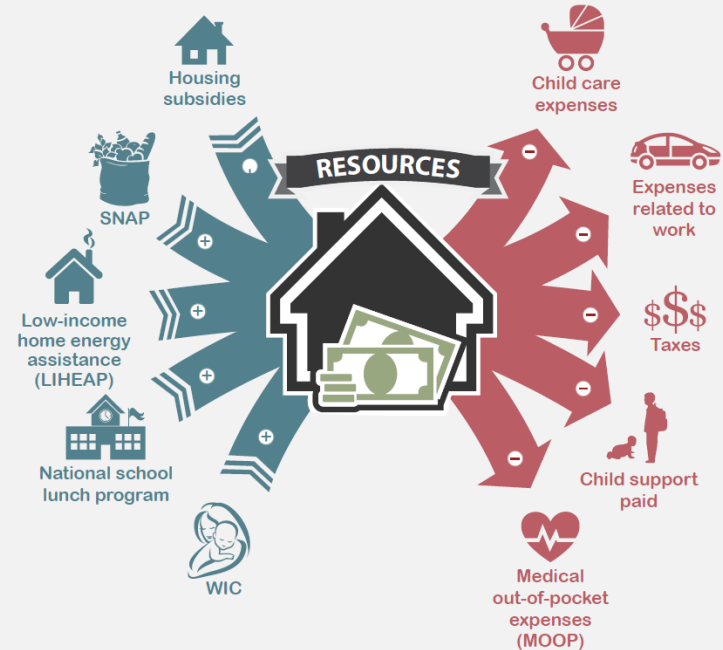 Housing
subsidies
SNAP
Low-income
home energy
assistance
(LIHEAP)
National school
lunch program
WIC
RESOURCES
Child care
expenses
Expenses
related to
work
$$$
Taxes
Child support
paid
Medical
out-of-pocket
expenses
(MOOP)